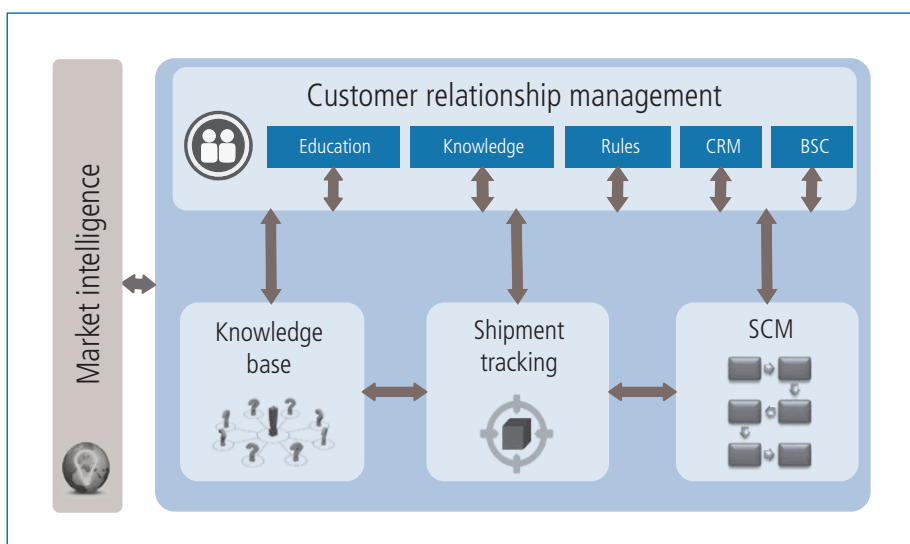 Market intelligence
Customer relationship management
Education
Knowledge
Rules
CRM
BSC
Knowledge
base
Shipment
tracking
SCM